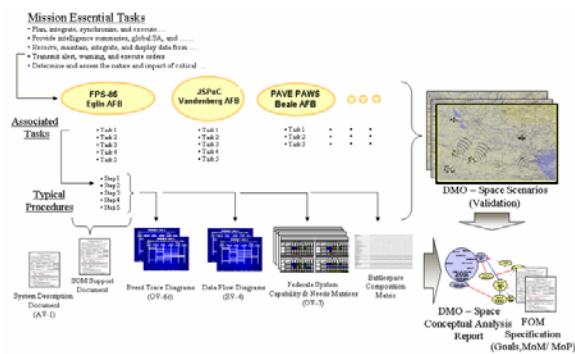 Mission Essential Tasks
• Plan, integrate, synchronize, and execute.....
• Provide intelligence summaries, global SA, and.......
• Receive, maintain, integrate, and display data from ....
• Transmit alert, warning, and execute orders
• Determine and assess the nature and impact of critical ....
FPS-85
Eglin AFB
JSPaC
Vandenberg AFB
PAVE PAWS
Beale AFB
Associated
Tasks
• Task 1
• Task 2
• Task 3
• Task 4
• Task 5
• Task 1
• Task 2
• Task 3
• Task 4
• Task 5
• Task 1
• Task 2
• Task 3
Typical
Procedures
• Step 1
• Step 2
• Step 3
• Step 4
• Step 5
DMO – Space Scenarios
(Validation)
System Description
Document
(AV-1)
SOM Support
Document
Event Trace Diagrams
(OV-6c)
Data Flow Diagrams
(SV-4)
Federate System
Capability & Needs Matrices
(OV-3)
Battlespace
Composition
Matrix
DMO – Space
Conceptual Analysis
Report
FOM
Specification
(Goals,MoM/ MoP)